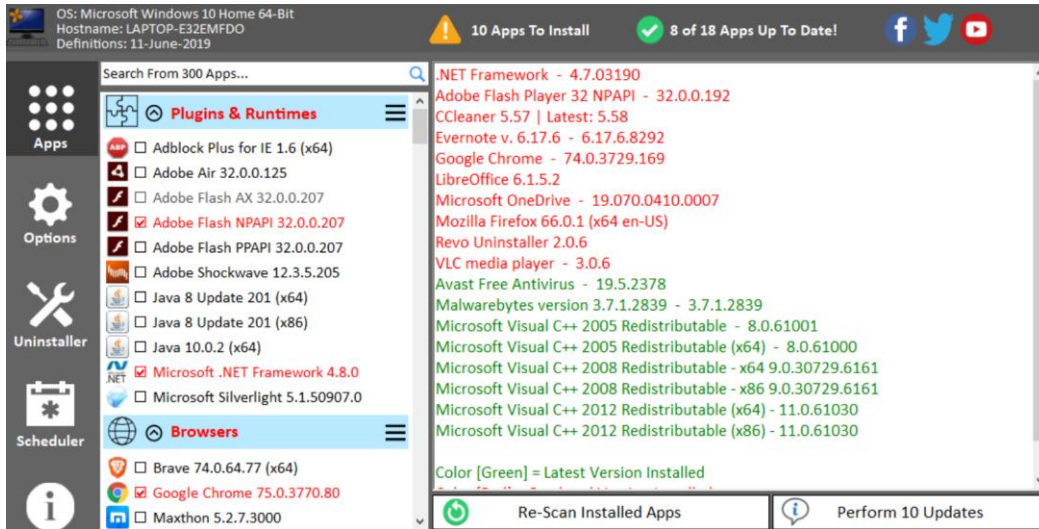 OS: Microsoft Windows 10 Home 64-Bit
Hostname: LAPTOP-E32EMFDO
Definitions: 11-June-2019
10 Apps To Install
8 of 18 Apps Up To Date!
Apps
Options
Uninstaller
Scheduler
Search From 300 Apps...
Plugins & Runtimes
Adblock Plus for IE 1.6 (x64)
Adobe Air 32.0.0.125
Adobe Flash AX 32.0.0.207
Adobe Flash NPAPI 32.0.0.207
Adobe Flash PPAPI 32.0.0.207
Adobe Shockwave 12.3.5.205
Java 8 Update 201 (x64)
Java 8 Update 201 (x86)
Java 10.0.2 (x64)
Microsoft .NET Framework 4.8.0
Microsoft Silverlight 5.1.50907.0
Browsers
Brave 74.0.64.77 (x64)
Google Chrome 75.0.3770.80
Maxthon 5.2.7.3000
.NET Framework - 4.7.03190
Adobe Flash Player 32 NPAPI - 32.0.0.192
CCleaner 5.57 | Latest: 5.58
Evernote v. 6.17.6 - 6.17.6.8292
Google Chrome - 74.0.3729.169
LibreOffice 6.1.5.2
Microsoft OneDrive - 19.070.0410.0007
Mozilla Firefox 66.0.1 (x64 en-US)
Revo Uninstaller 2.0.6
VLC media player - 3.0.6
Avast Free Antivirus - 19.5.2378
Malwarebytes version 3.7.1.2839 - 3.7.1.2839
Microsoft Visual C++ 2005 Redistributable - 8.0.61001
Microsoft Visual C++ 2005 Redistributable (x64) - 8.0.61000
Microsoft Visual C++ 2008 Redistributable - x64 9.0.30729.6161
Microsoft Visual C++ 2008 Redistributable - x86 9.0.30729.6161
Microsoft Visual C++ 2012 Redistributable (x64) - 11.0.61030
Microsoft Visual C++ 2012 Redistributable (x86) - 11.0.61030
Color [Green] = Latest Version Installed
Re-Scan Installed Apps
Perform 10 Updates